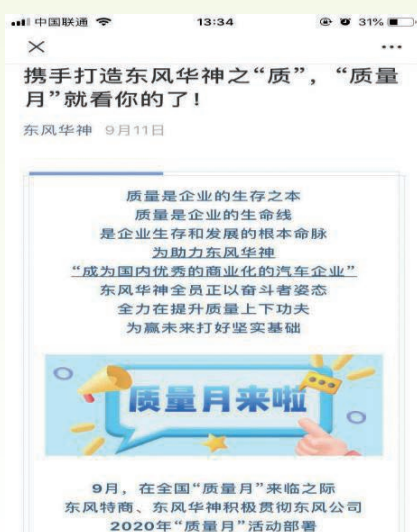 中国联通 13:34 31%
携手打造东风华神之“质”，“质量
月”就看你的了！
东风华神 9月11日
质量是企业的生存之本
质量是企业的生命线
是企业生存和发展的根本命脉
为助力东风华神
“成为国内优秀的商业化的汽车企业”
东风华神全员正以奋斗者姿态
全力在提升质量上下功夫
为赢未来打好坚实基础
质量月来啦
9月，在全国“质量月”来临之际
东风特商、东风华神积极贯彻东风公司
2020年“质量月”活动部署